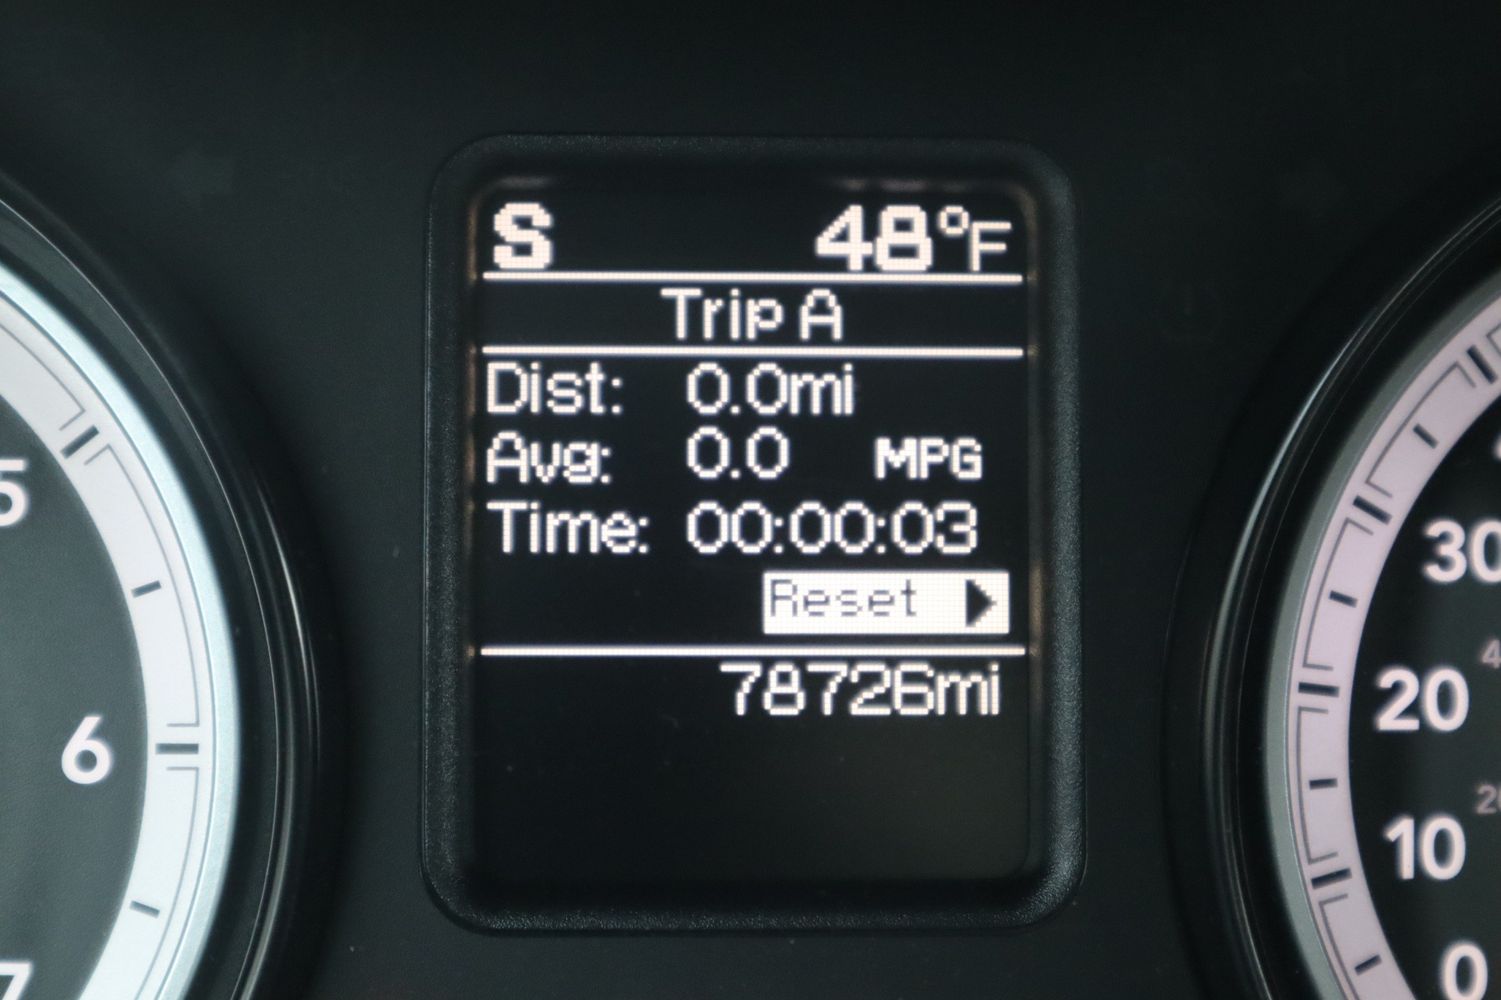 S 48°F
Trip A
Dist: 0.0mi
Avg: 0.0 MPG
Time: 00:00:03
Reset
78726mi
5
6
7
30
20
10
0